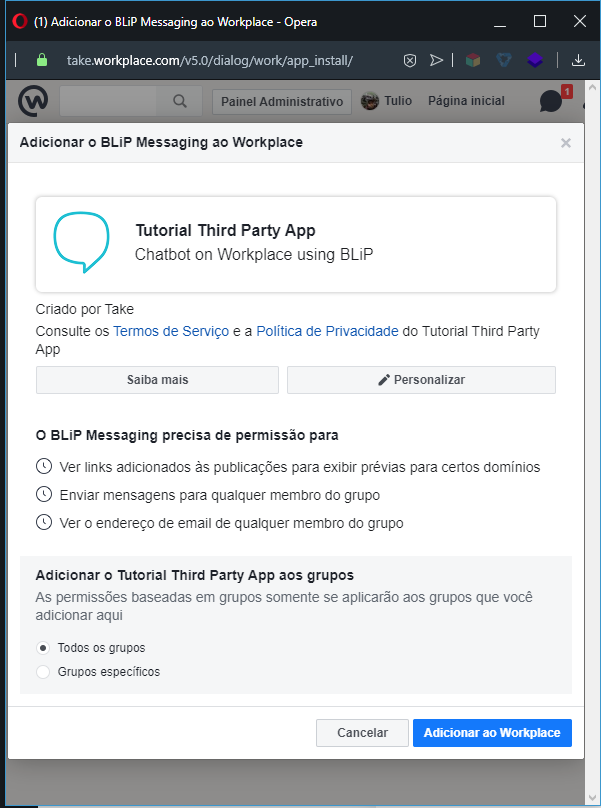 (1) Adicionar o BLiP Messaging ao Workplace - Opera
take.workplace.com/v5.0/dialog/work/app_install/
Painel Administrativo Tulio Página inicial 1
Adicionar o BLiP Messaging ao Workplace
Tutorial Third Party App
Chatbot on Workplace using BLiP
Criado por Take
Consulte os Termos de Serviço e a Política de Privacidade do Tutorial Third Party
App
Saiba mais Personalizar
O BLiP Messaging precisa de permissão para
Ver links adicionados às publicações para exibir prévias para certos domínios
Enviar mensagens para qualquer membro do grupo
Ver o endereço de email de qualquer membro do grupo
Adicionar o Tutorial Third Party App aos grupos
As permissões baseadas em grupos somente se aplicarão aos grupos que você
adicionar aqui
Todos os grupos
Grupos específicos
Cancelar Adicionar ao Workplace